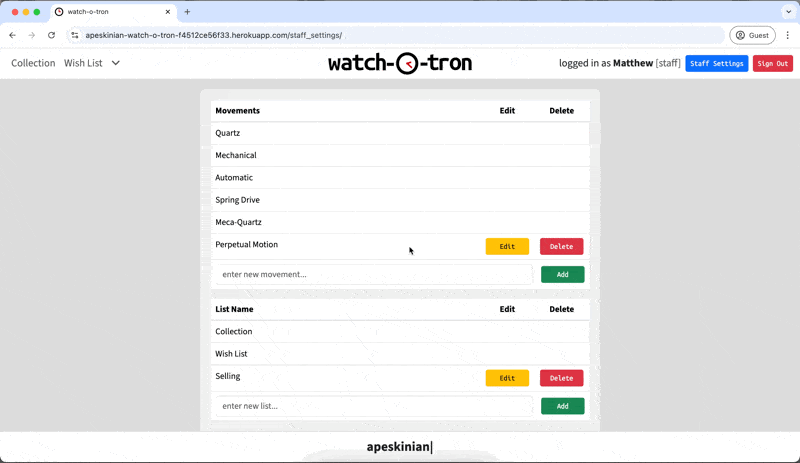 watch-o-tron
apeskinian-watch-o-tron-f4512ce56f33.herokuapp.com/staff_settings/
Guest
Collection Wish List
watch-o-tron
logged in as Matthew [staff] Staff Settings Sign Out
Movements Edit Delete
Quartz
Mechanical
Automatic
Spring Drive
Meca-Quartz
Perpetual Motion Edit Delete
enter new movement... Add
List Name Edit Delete
Collection
Wish List
Selling Edit Delete
enter new list... Add
apeskinian|